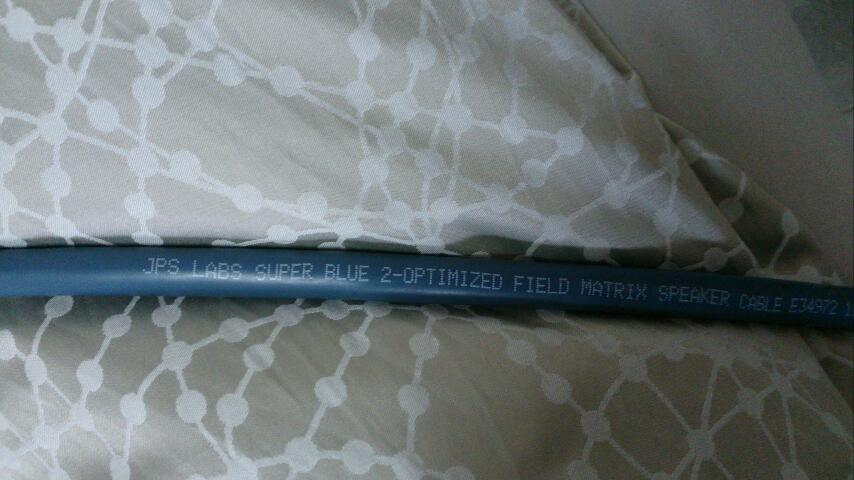 JPS LABS SUPER BLUE 2-OPTIMIZED FIELD MATRIX SPEAKER CABLE E34972